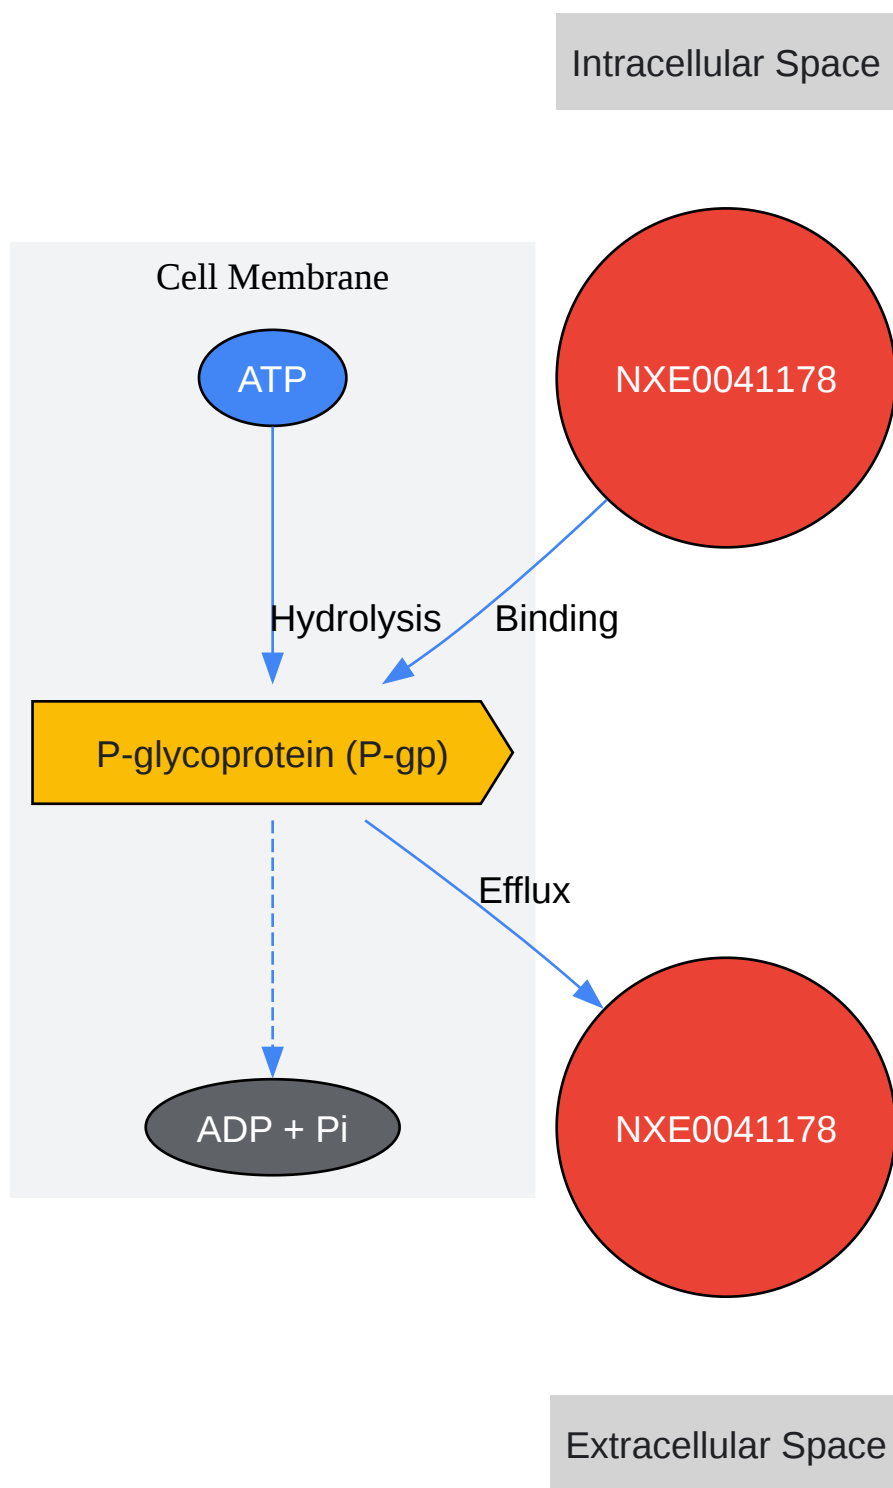 Intracellular Space
Cell Membrane
ATP
NXE0041178
Hydrolysis
Binding
P-glycoprotein (P-gp)
Efflux
ADP + Pi
NXE0041178
Extracellular Space